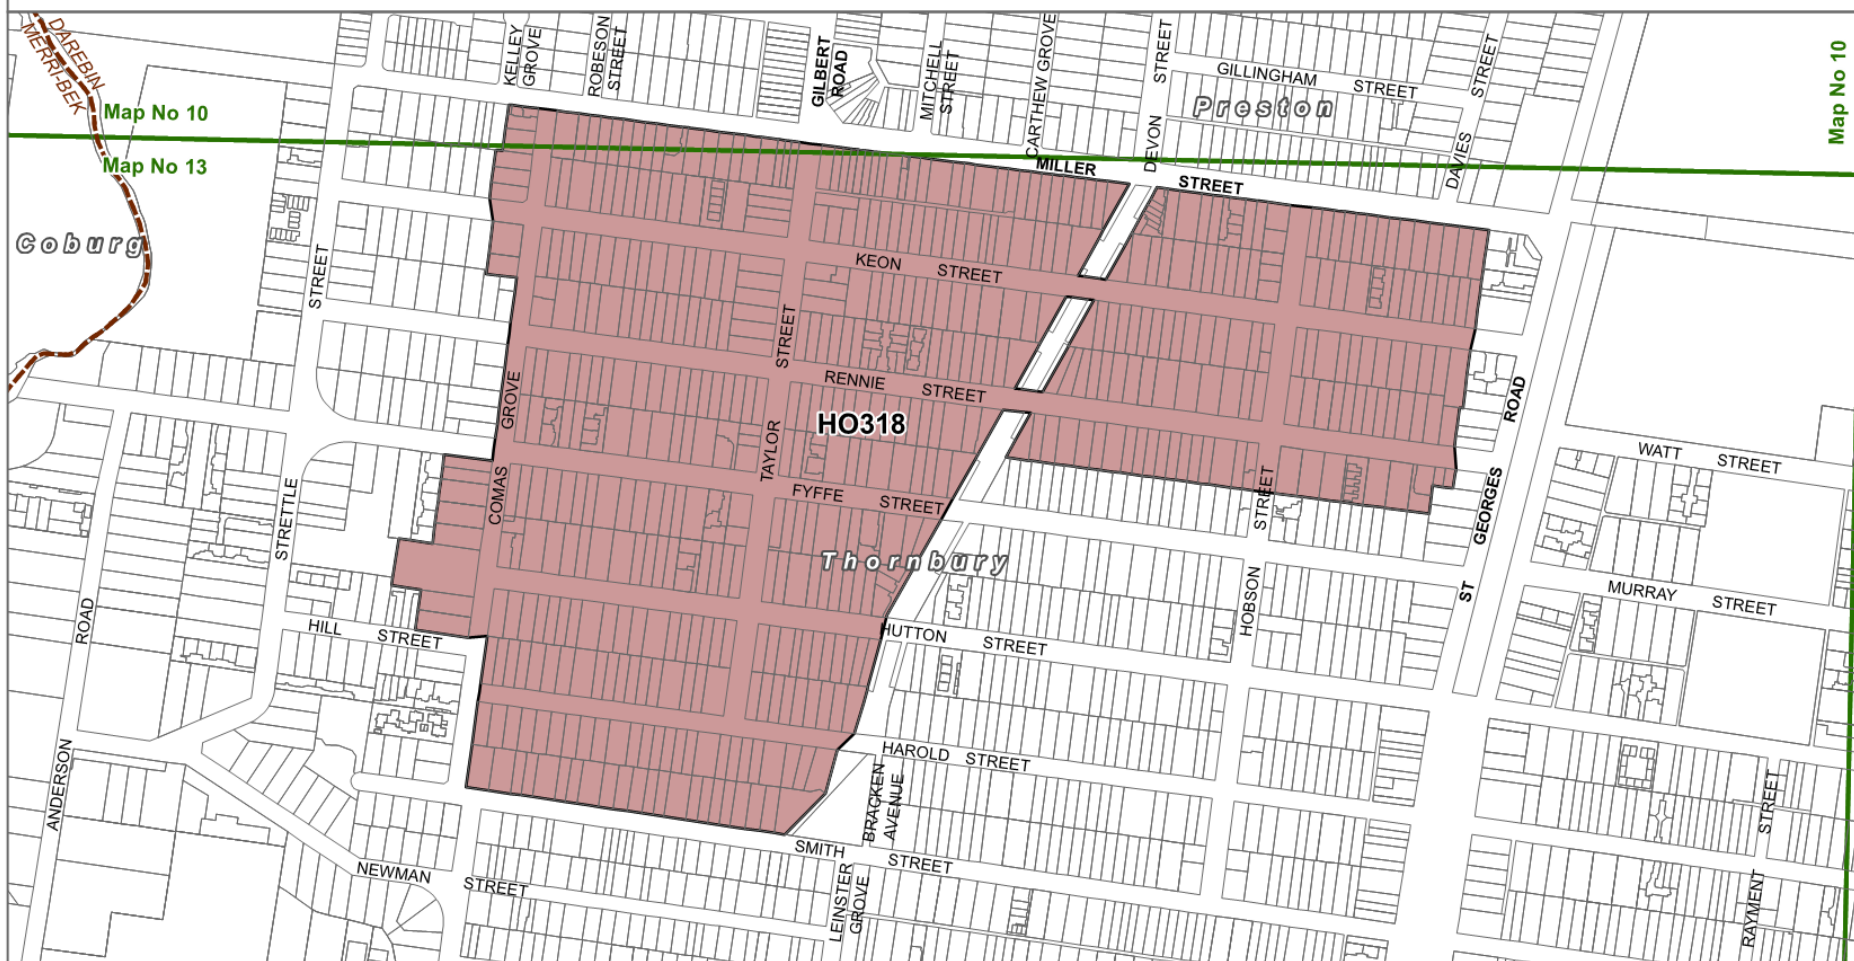 DAREBIN
MERRI-BEK
Map No 10
Map No 13
Coburg
KELLEY
GROVE
ROBESON
STREET
GILBERT
ROAD
MITCHELL
STREET
CARTHEW GROVE
DEVON STREET
GILLINGHAM STREET
Preston
DAVIES STREET
Map No 10
MILLER STREET
STREET
KEON STREET
STREET
RENNIE STREET
HO318
GROVE
TAYLOR
ROAD
WATT STREET
COMAS
FYFFE STREET
STREET
GEORGES
STRETTLE
Thornbury
ST
MURRAY STREET
HOBSON
ROAD
HILL STREET
HUTTON STREET
ANDERSON
HAROLD STREET
BRACKEN
AVENUE
STREET
SMITH STREET
NEWMAN STREET
LEINSTER
GROVE
RAYMENT